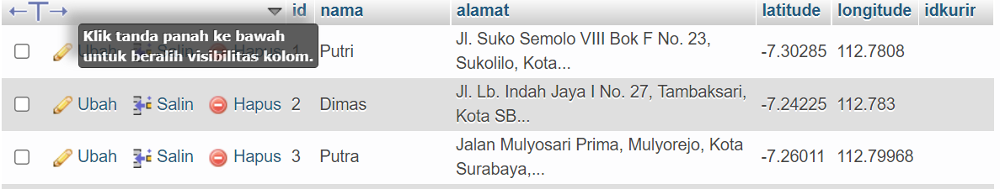 id nama alamat latitude longitude idkurir
Klik tanda panah ke bawah
untuk beralih visibilitas kolom.
Ubah Salin Hapus 1 Putri Jl. Suko Semolo VIII Bok F No. 23, -7.30285 112.7808
Sukolilo, Kota...
Ubah Salin Hapus 2 Dimas Jl. Lb. Indah Jaya I No. 27, Tambaksari, -7.24225 112.783
Kota SB...
Ubah Salin Hapus 3 Putra Jalan Mulyosari Prima, Mulyorejo, Kota -7.26011 112.79968
Surabaya,...